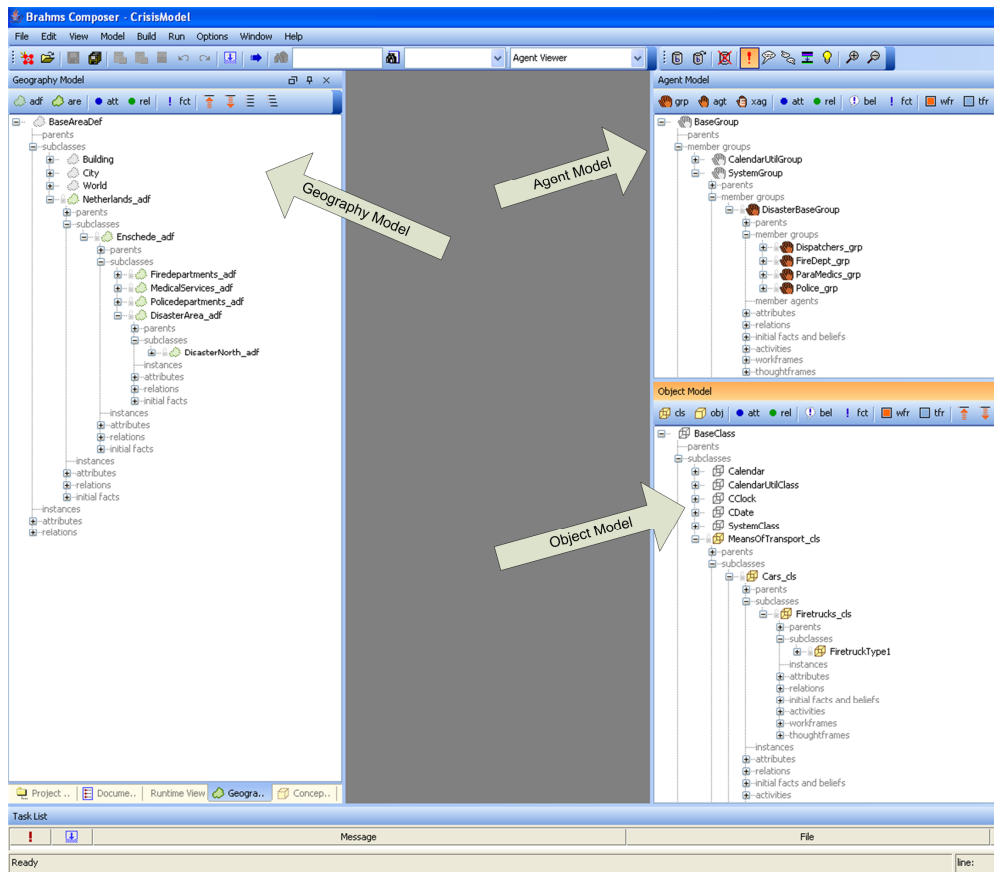 Brahms Composer - CrisisModel
File Edit View Model Build Run Options Window Help
Agent Viewer
Geography Model
adf are att rel ! fct
BaseAreaDef
parents
subclasses
Building
City
World
Netherlands_adf
parents
subclasses
Enschede_adf
parents
subclasses
Firedepartments_adf
MedicalServices_adf
Policedepartments_adf
DisasterArea_adf
parents
subclasses
DisasterNorth_adf
instances
attributes
relations
initial facts
instances
attributes
relations
initial facts
instances
attributes
relations
initial facts
instances
attributes
relations
Project ..
Docume..
Runtime View
Geogra..
Concep..
Geography Model
Agent Model
Object Model
Agent Model
grp agt xag att rel bel ! fct wfr tfr
BaseGroup
parents
member groups
CalendarUtilGroup
SystemGroup
parents
member groups
DisasterBaseGroup
parents
member groups
Dispatchers_grp
FireDept_grp
ParaMedics_grp
Police_grp
member agents
attributes
relations
initial facts and beliefs
activities
workframes
thoughtframes
Object Model
cls obj att rel bel ! fct wfr tfr
BaseClass
parents
subclasses
Calendar
CalendarUtilClass
CClock
CDate
SystemClass
MeansOfTransport_cls
parents
subclasses
Cars_cls
parents
subclasses
Firetrucks_cls
parents
subclasses
FiretruckType1
instances
attributes
relations
initial facts and beliefs
activities
workframes
thoughtframes
instances
attributes
relations
initial facts and beliefs
activities
Task List
! Message File
Ready
line: